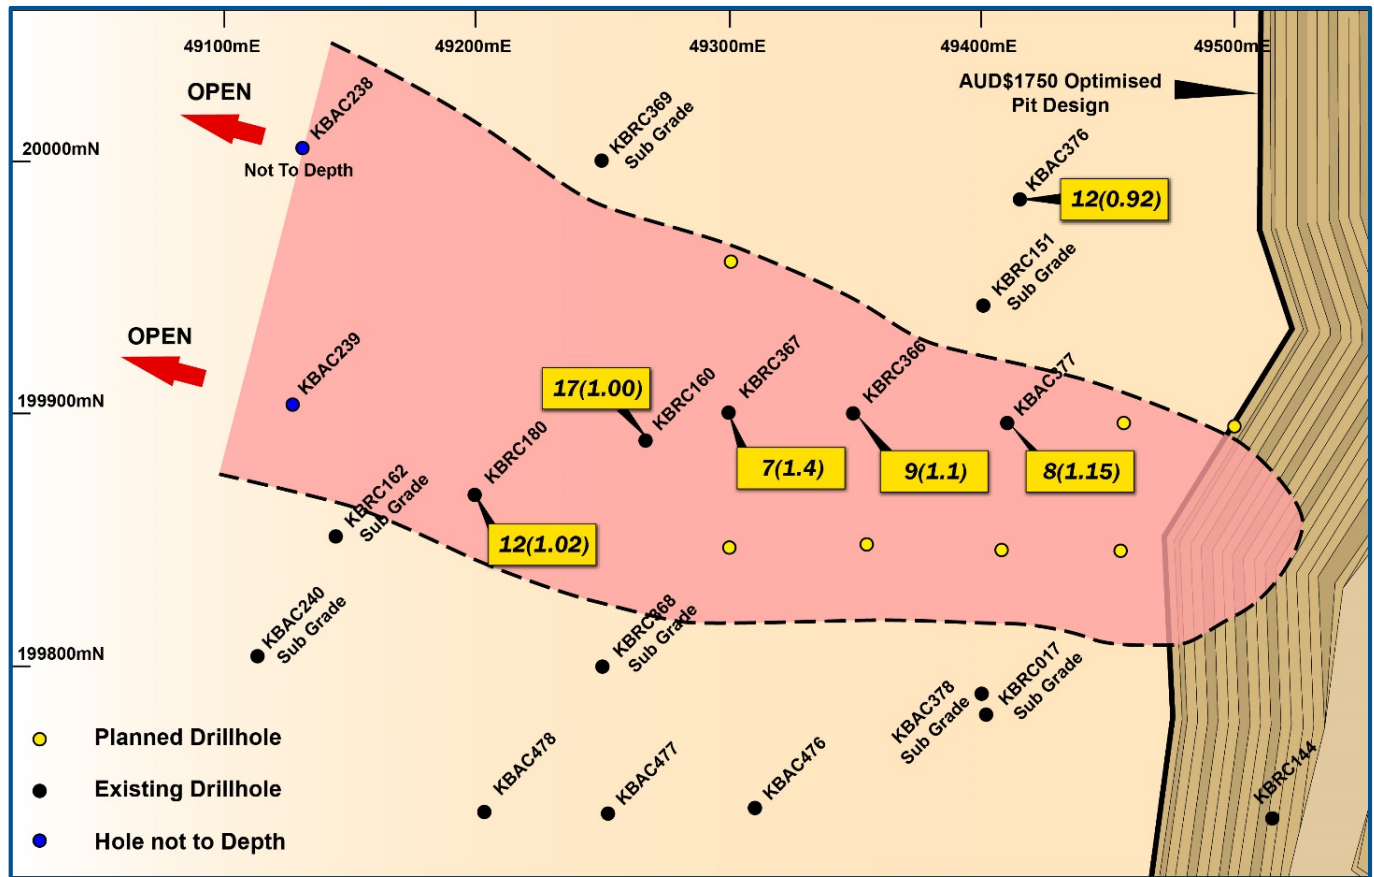 49100mE
49200mE
49300mE
49400mE
49500mE
OPEN
KBAC238
Not To Depth
20000mN
KBRC369
Sub Grade
AUD$1750 Optimised
Pit Design
KBAC376
12(0.92)
KBRC151
Sub Grade
OPEN
KBAC239
199900mN
17(1.00)
KBRC160
KBRC367
7(1.4)
KBRC366
9(1.1)
KBAC377
8(1.15)
KBRC180
12(1.02)
KBRC162
Sub Grade
KBAC240
Sub Grade
199800mN
KBRC368
Sub Grade
KBAC378
Sub Grade
KBRC017
Sub Grade
KBAC478
KBAC477
KBAC476
KBRC144
Planned Drillhole
Existing Drillhole
Hole not to Depth